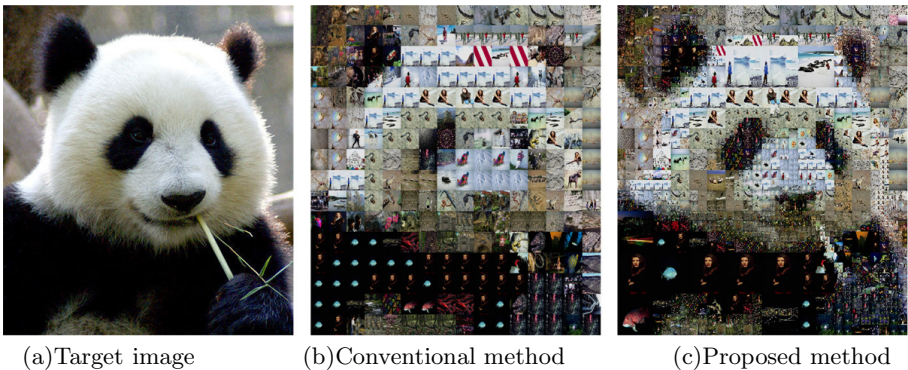 (a)Target image
(b)Conventional method
(c)Proposed method